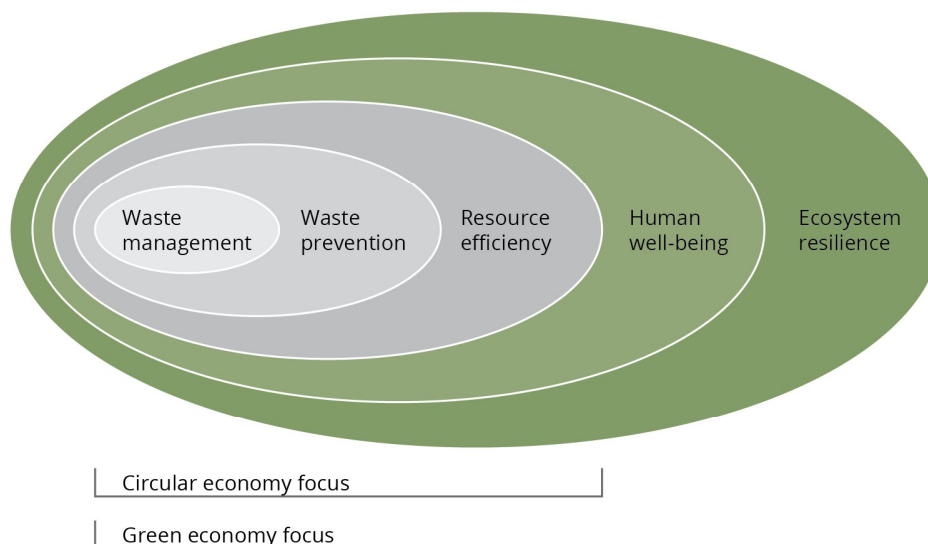 Waste
management
Waste
prevention
Resource
efficiency
Human
well-being
Ecosystem
resilience
Circular economy focus
Green economy focus